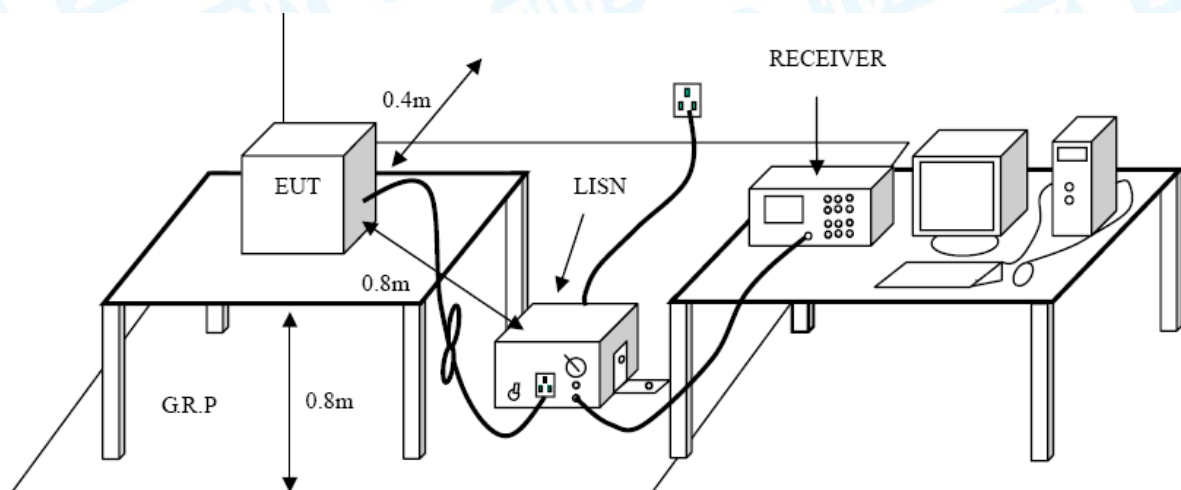 RECEIVER
0.4m
EUT
LISN
0.8m
G.R.P
0.8m